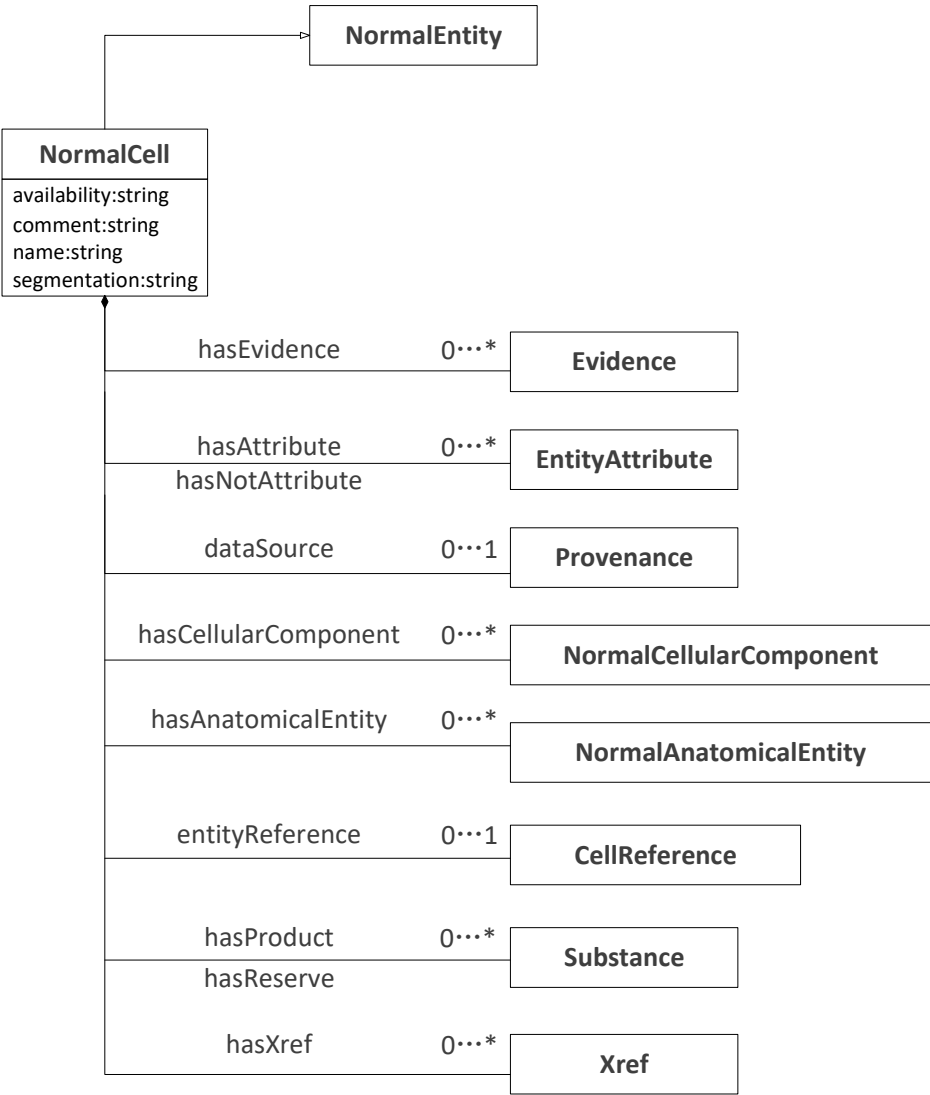 NormalEntity
NormalCell
availability:string
comment:string
name:string
segmentation:string
hasEvidence 0···*
Evidence
hasAttribute 0···*
EntityAttribute
hasNotAttribute
dataSource 0···1
Provenance
hasCellularComponent 0···*
NormalCellularComponent
hasAnatomicalEntity 0···*
NormalAnatomicalEntity
entityReference 0···1
CellReference
hasProduct 0···*
Substance
hasReserve
hasXref 0···*
Xref